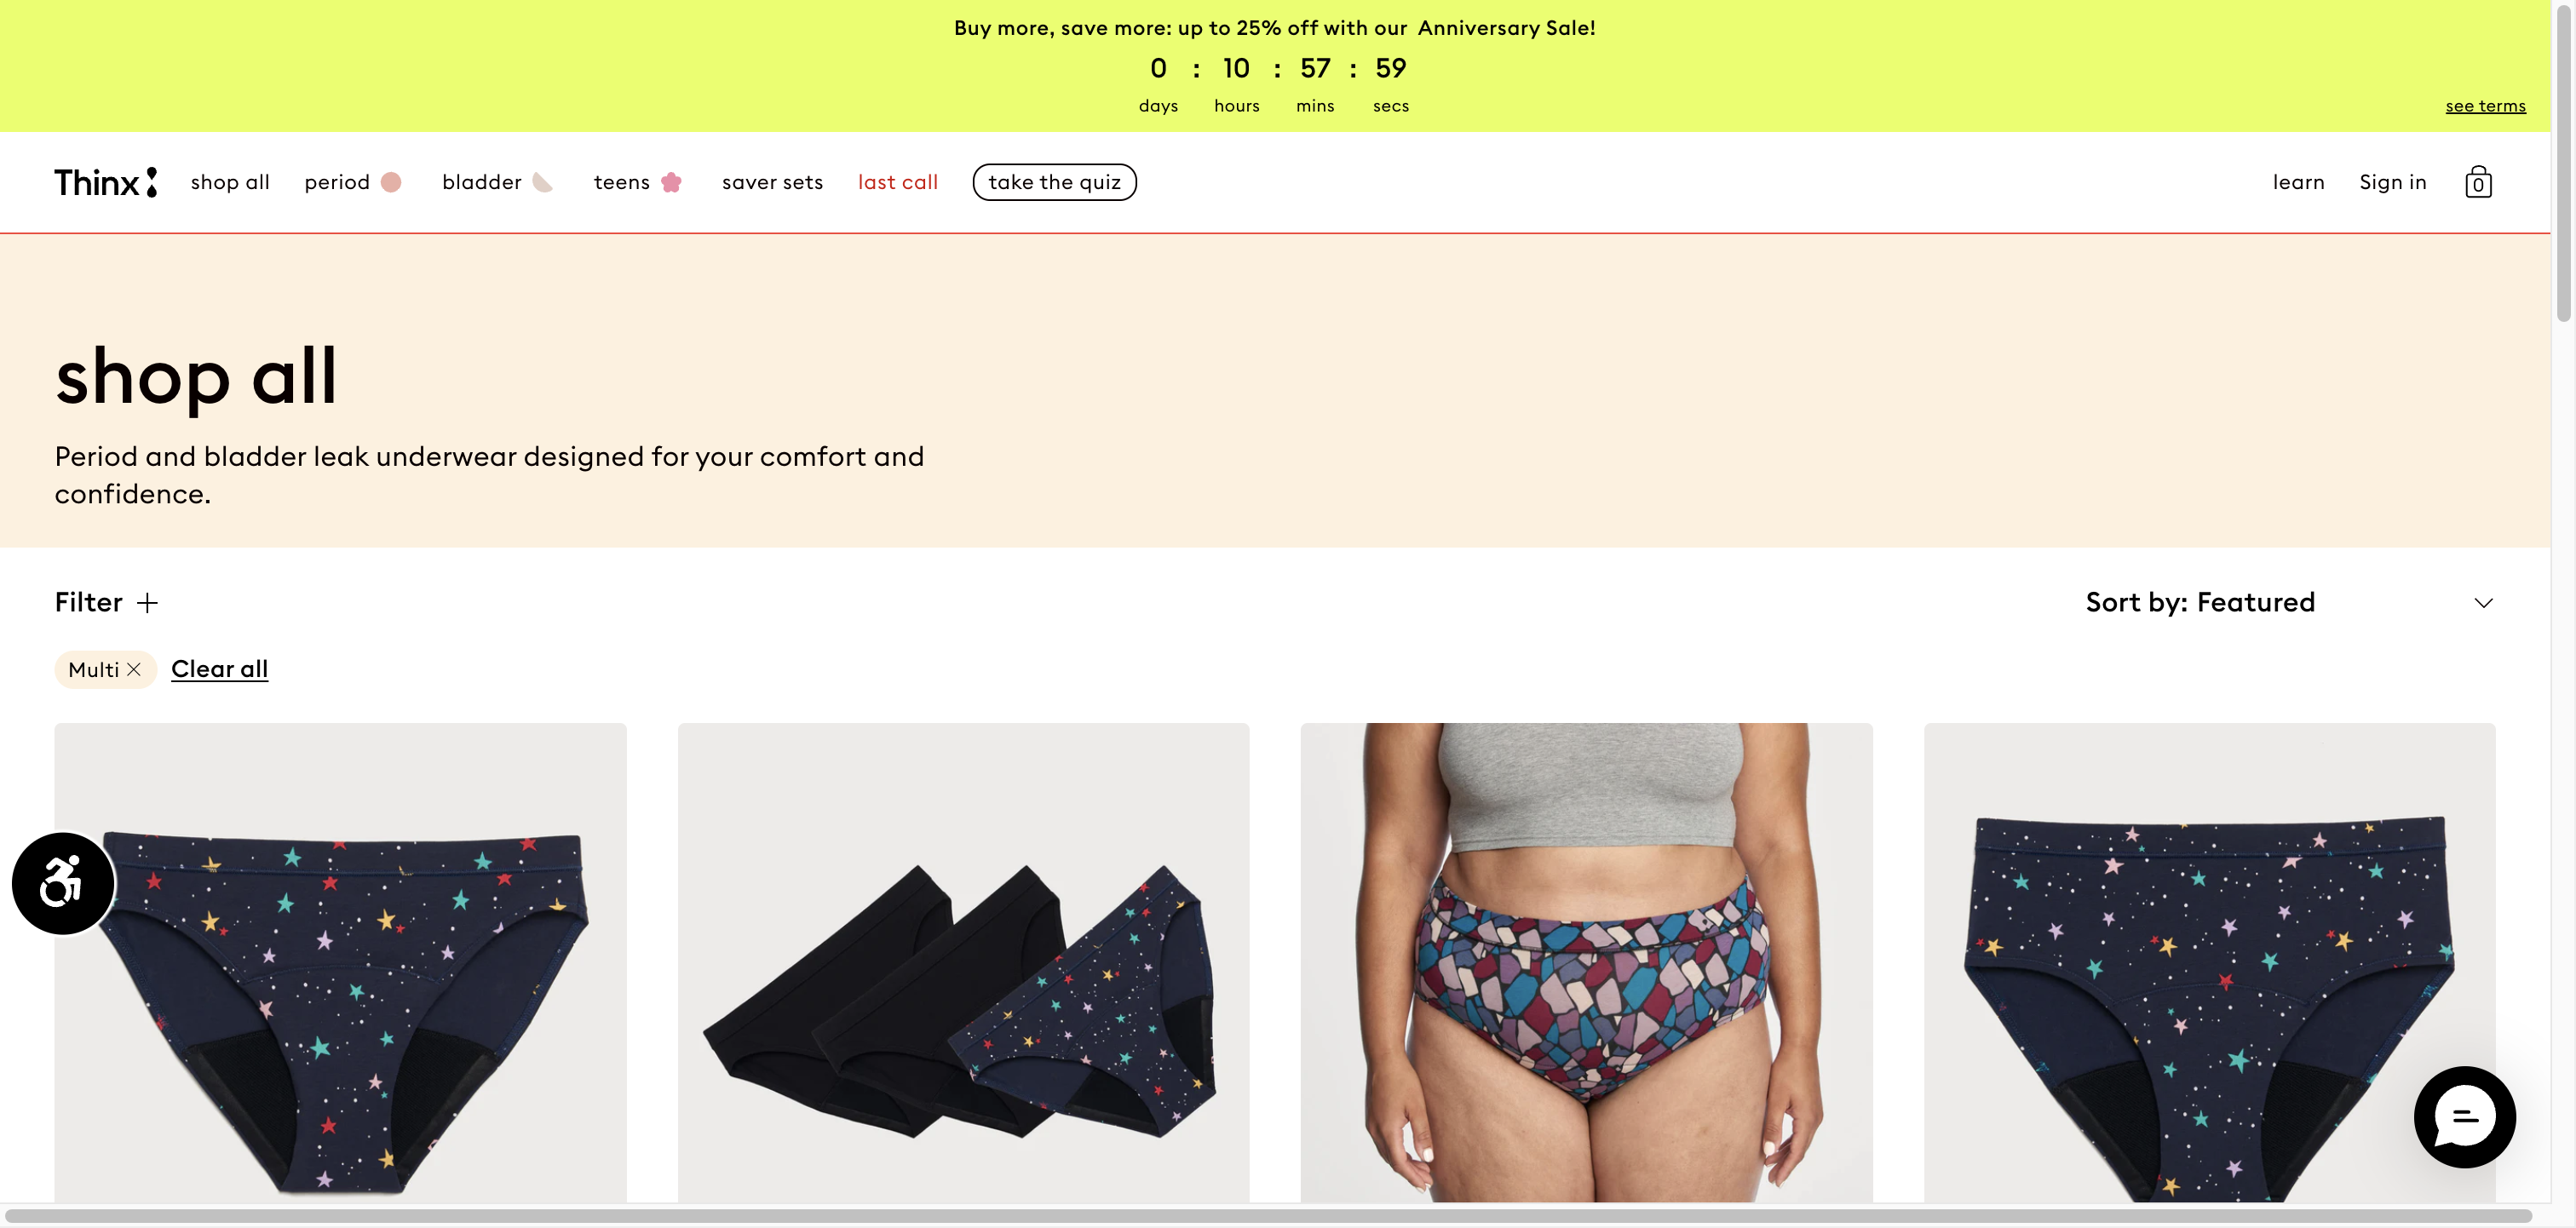 Buy more, save more: up to 25% off with our Anniversary Sale!
0 : 10 : 57 : 59
days hours mins secs
see terms
Thinx shop all period bladder teens saver sets last call take the quiz learn Sign in 0
shop all
Period and bladder leak underwear designed for your comfort and
confidence.
Filter
Sort by: Featured
Multi Clear all